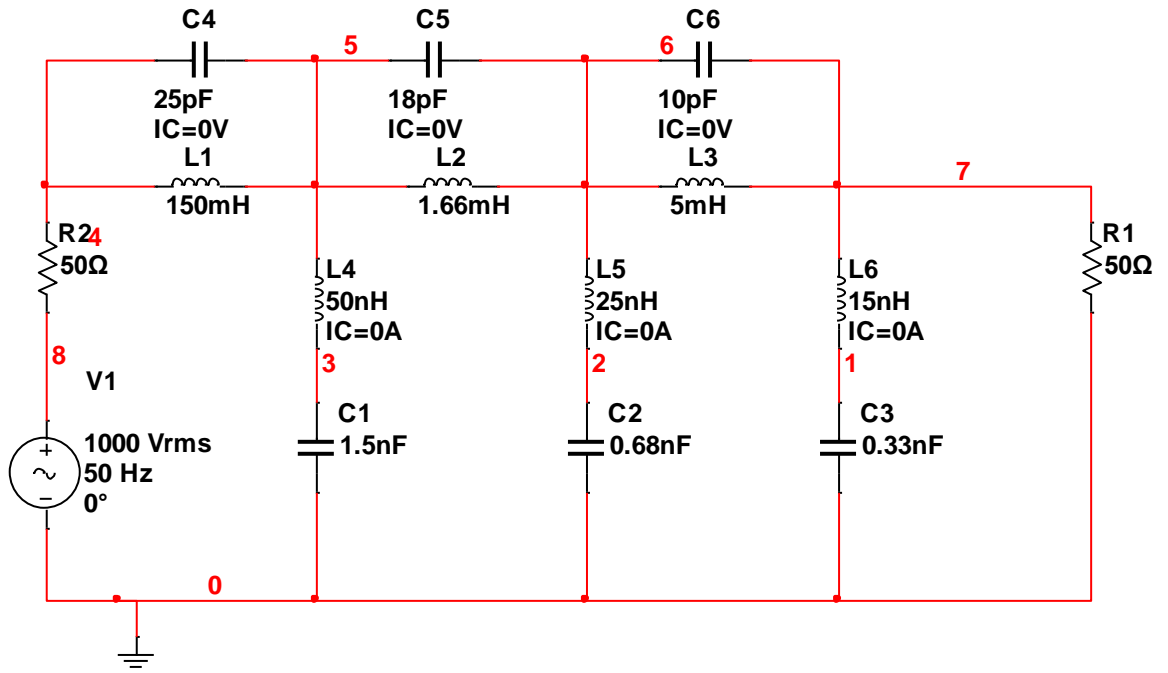 C4
C5
C6
5
6
25pF
IC=0V
18pF
IC=0V
10pF
IC=0V
L1
L2
L3
150mH
1.66mH
5mH
7
R2
4
50Ω
R1
50Ω
L4
50nH
IC=0A
L5
25nH
IC=0A
L6
15nH
IC=0A
8
3
2
1
V1
1000 Vrms
50 Hz
0°
C1
1.5nF
C2
0.68nF
C3
0.33nF
0